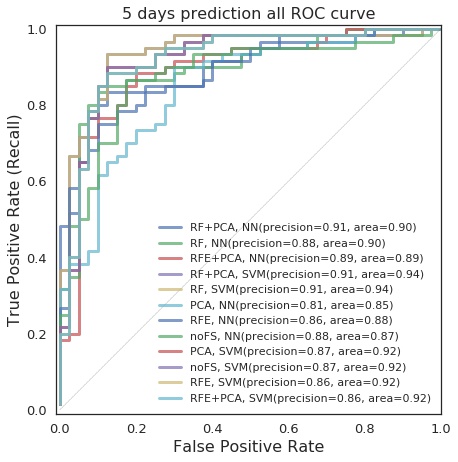 5 days prediction all ROC curve
1.0
0.8
0.6
0.4
0.2
0.0
True Positive Rate (Recall)
RF+PCA, NN(precision=0.91, area=0.90)
RF, NN(precision=0.88, area=0.90)
RFE+PCA, NN(precision=0.89, area=0.89)
RF+PCA, SVM(precision=0.91, area=0.94)
RF, SVM(precision=0.91, area=0.94)
PCA, NN(precision=0.81, area=0.85)
RFE, NN(precision=0.86, area=0.88)
noFS, NN(precision=0.88, area=0.87)
PCA, SVM(precision=0.87, area=0.92)
noFS, SVM(precision=0.87, area=0.92)
RFE, SVM(precision=0.86, area=0.92)
RFE+PCA, SVM(precision=0.86, area=0.92)
0.0 0.2 0.4 0.6 0.8 1.0
False Positive Rate